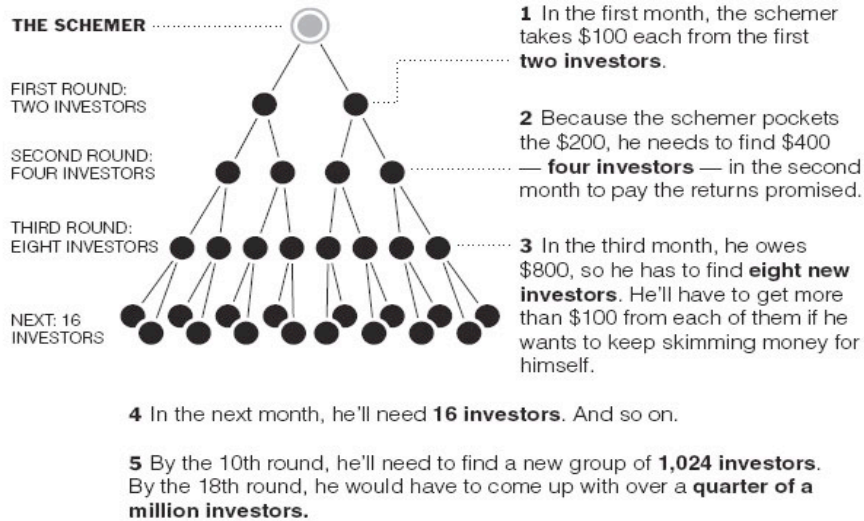 THE SCHEMER
1 In the first month, the schemer
takes $100 each from the first
two investors.
FIRST ROUND:
TWO INVESTORS
2 Because the schemer pockets
the $200, he needs to find $400
— four investors — in the second
month to pay the returns promised.
SECOND ROUND:
FOUR INVESTORS
THIRD ROUND:
EIGHT INVESTORS
3 In the third month, he owes
$800, so he has to find eight new
investors. He'll have to get more
than $100 from each of them if he
wants to keep skimming money for
himself.
NEXT: 16
INVESTORS
4 In the next month, he'll need 16 investors. And so on.
5 By the 10th round, he'll need to find a new group of 1,024 investors.
By the 18th round, he would have to come up with over a quarter of a
million investors.